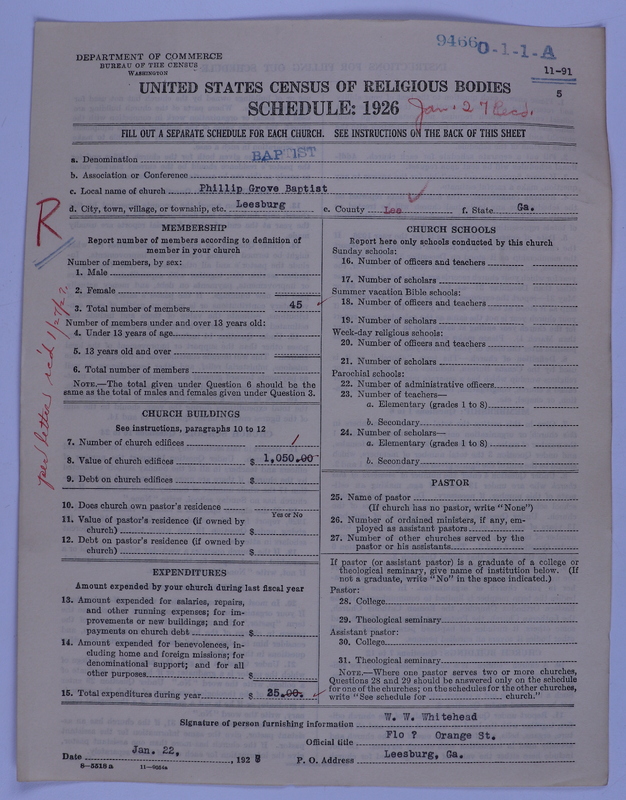 94660-1-1-A
DEPARTMENT OF COMMERCE
BUREAU OF THE CENSUS
WASHINGTON
11-91
5
UNITED STATES CENSUS OF RELIGIOUS BODIES
SCHEDULE: 1926
Jan. 27 Recd.
FILL OUT A SEPARATE SCHEDULE FOR EACH CHURCH. SEE INSTRUCTIONS ON THE BACK OF THIS SHEET
a. Denomination BAPTIST
b. Association or Conference
c. Local name of church Phillip Grove Baptist
d. City, town, village, or township, etc. Leesburg e. County Lee f. State Ga.
R
per letter rec'd 1/27/27.
MEMBERSHIP
Report number of members according to definition of
member in your church
Number of members, by sex:
1. Male
2. Female
3. Total number of members 45
Number of members under and over 13 years old:
4. Under 13 years of age
5. 13 years old and over
6. Total number of members
NOTE.—The total given under Question 6 should be the
same as the total of males and females given under Question 3.
CHURCH BUILDINGS
See instructions, paragraphs 10 to 12
7. Number of church edifices 1
8. Value of church edifices $ 1,050.00
9. Debt on church edifices $
10. Does church own pastor's residence
Yes or No
11. Value of pastor's residence (if owned by
church) $
12. Debt on pastor's residence (if owned by
church) $
EXPENDITURES
Amount expended by your church during last fiscal year
13. Amount expended for salaries, repairs,
and other running expenses; for im-
provements or new buildings; and for
payments on church debt $
14. Amount expended for benevolences, in-
cluding home and foreign missions; for
denominational support; and for all
other purposes $
15. Total expenditures during year $ 25.00.
CHURCH SCHOOLS
Report here only schools conducted by this church
Sunday schools:
16. Number of officers and teachers
17. Number of scholars
Summer vacation Bible schools:
18. Number of officers and teachers
19. Number of scholars
Week-day religious schools:
20. Number of officers and teachers
21. Number of scholars
Parochial schools:
22. Number of administrative officers
23. Number of teachers—
a. Elementary (grades 1 to 8)
b. Secondary
24. Number of scholars—
a. Elementary (grades 1 to 8)
b. Secondary
PASTOR
25. Name of pastor
(If church has no pastor, write "None")
26. Number of ordained ministers, if any, em-
ployed as assistant pastors
27. Number of other churches served by the
pastor or his assistants
If pastor (or assistant pastor) is a graduate of a college or
theological seminary, give name of institution below. (If
not a graduate, write "No" in the space indicated.)
Pastor:
28. College
29. Theological seminary
Assistant pastor:
30. College
31. Theological seminary
NOTE.—Where one pastor serves two or more churches,
Questions 28 and 29 should be answered only on the schedule
for one of the churches; on the schedules for the other churches,
write "See schedule for church."
Signature of person furnishing information W. W. Whitehead
Official title Flo ? Orange St.
Date Jan. 22, 1928 P. O. Address Leesburg, Ga.
8—5518a 11—9054a